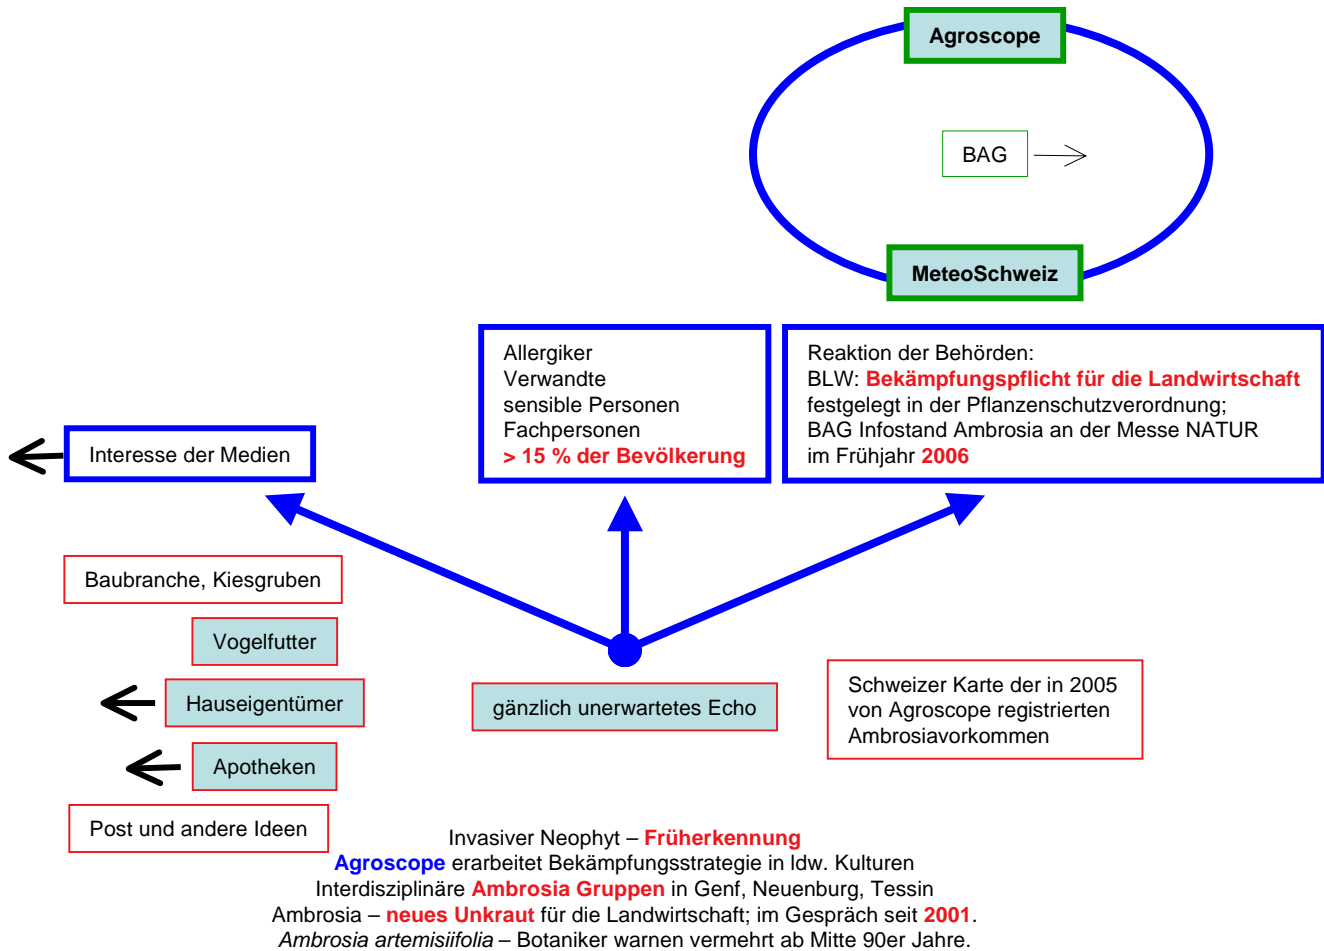 Agroscope
BAG
MeteoSchweiz
Allergiker
Verwandte
sensible Personen
Fachpersonen
> 15 % der Bevölkerung
Reaktion der Behörden:
BLW: Bekämpfungspflicht für die Landwirtschaft
festgelegt in der Pflanzenschutzverordnung;
BAG Infostand Ambrosia an der Messe NATUR
im Frühjahr 2006
Interesse der Medien
Baubranche, Kiesgruben
Vogelfutter
Hauseigentümer
Apotheken
Post und andere Ideen
gänzlich unerwartetes Echo
Schweizer Karte der in 2005
von Agroscope registrierten
Ambrosiavorkommen
Invasiver Neophyt – Früherkennung
Agroscope erarbeitet Bekämpfungsstrategie in ldw. Kulturen
Interdisziplinäre Ambrosia Gruppen in Genf, Neuenburg, Tessin
Ambrosia – neues Unkraut für die Landwirtschaft; im Gespräch seit 2001.
Ambrosia artemisiifolia – Botaniker warnen vermehrt ab Mitte 90er Jahre.